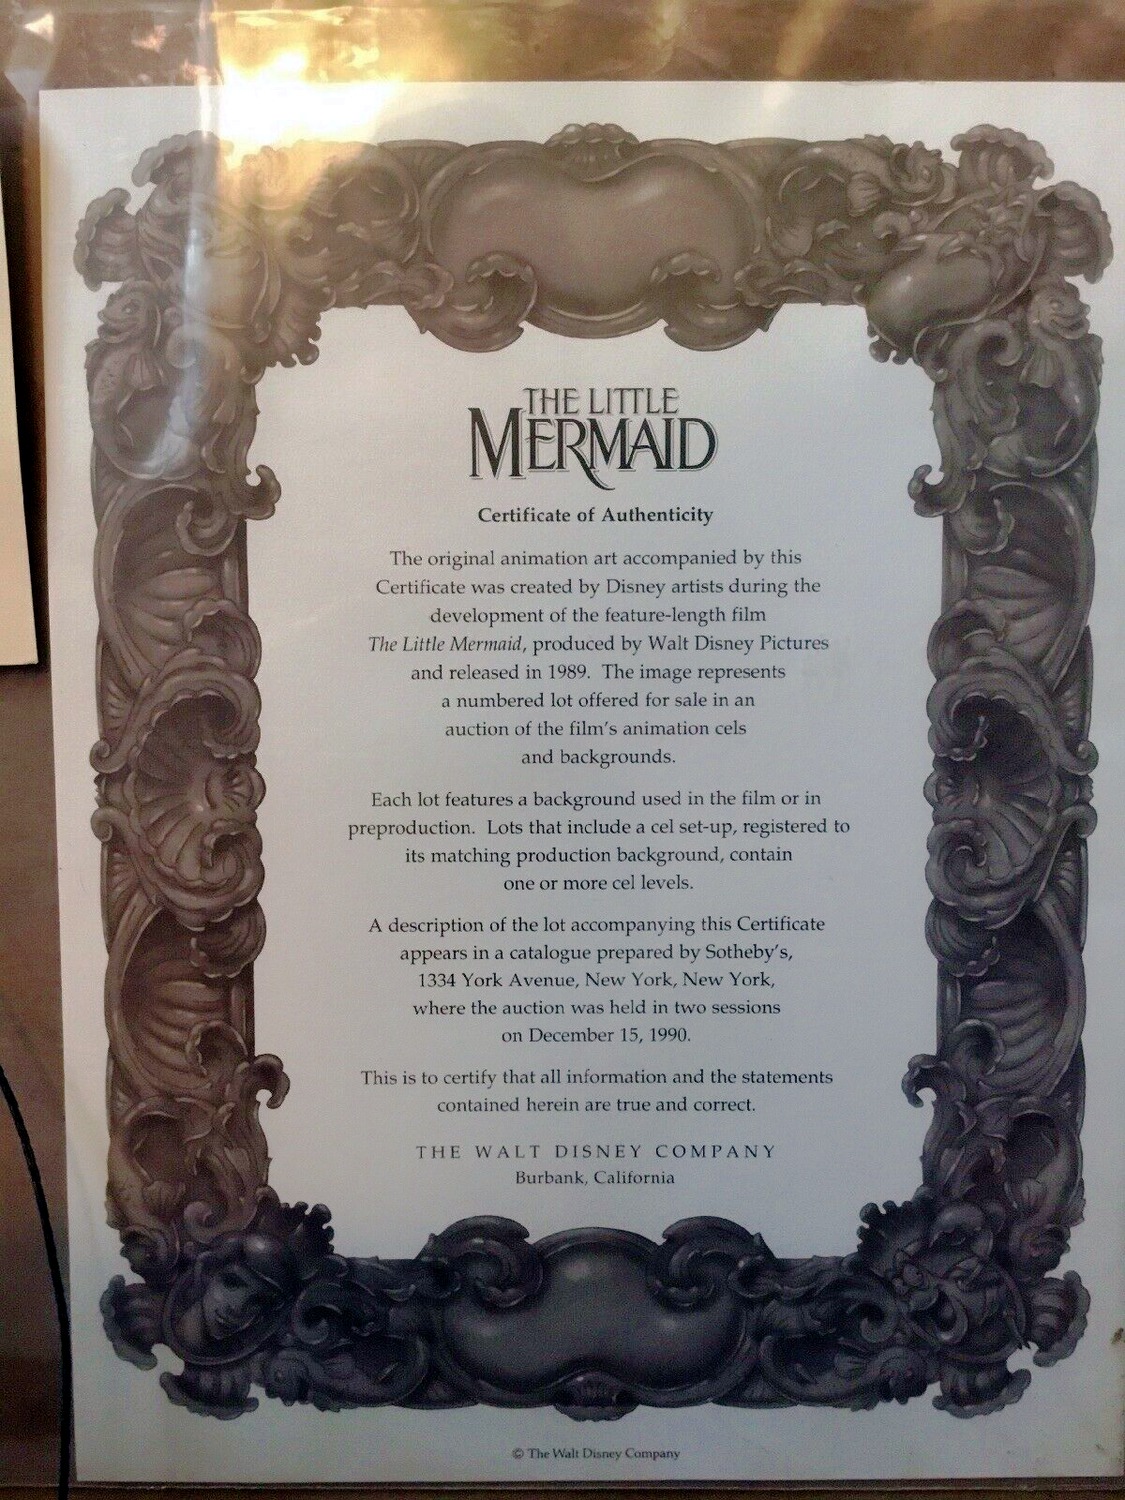 THE LITTLE
MERMAID
Certificate of Authenticity
The original animation art accompanied by this
Certificate was created by Disney artists during the
development of the feature-length film
The Little Mermaid, produced by Walt Disney Pictures
and released in 1989. The image represents
a numbered lot offered for sale in an
auction of the film's animation cels
and backgrounds.
Each lot features a background used in the film or in
preproduction. Lots that include a cel set-up, registered to
its matching production background, contain
one or more cel levels.
A description of the lot accompanying this Certificate
appears in a catalogue prepared by Sotheby's,
1334 York Avenue, New York, New York,
where the auction was held in two sessions
on December 15, 1990.
This is to certify that all information and the statements
contained herein are true and correct.
THE WALT DISNEY COMPANY
Burbank, California
© The Walt Disney Company